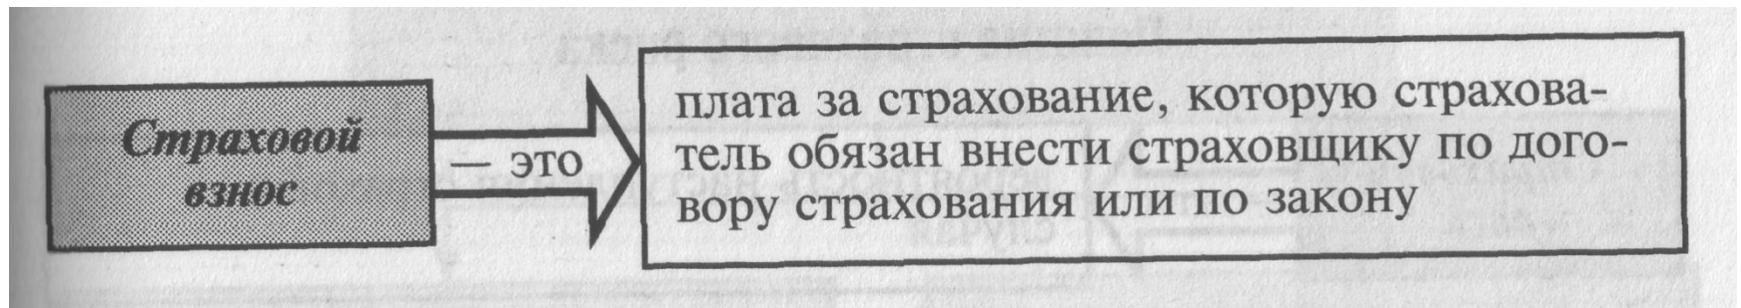 Страховой
взнос
— это
плата за страхование, которую страхова-
тель обязан внести страховщику по дого-
вору страхования или по закону